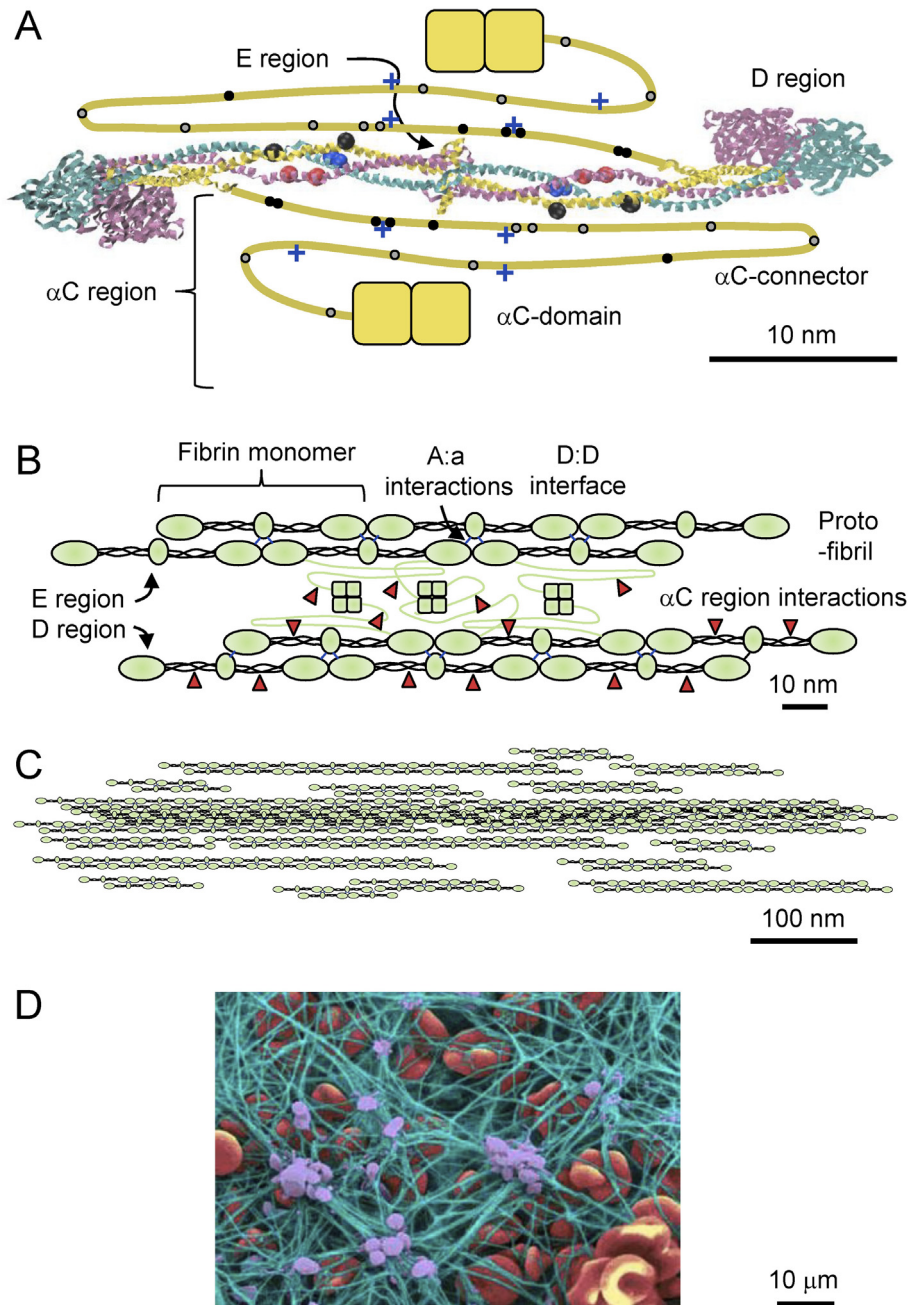 A
E region
D region
αC region
αC-connector
αC-domain
10 nm
B
Fibrin monomer
A:a
interactions
D:D
interface
Proto
-fibril
E region
D region
αC region interactions
10 nm
C
100 nm
D
10 μm